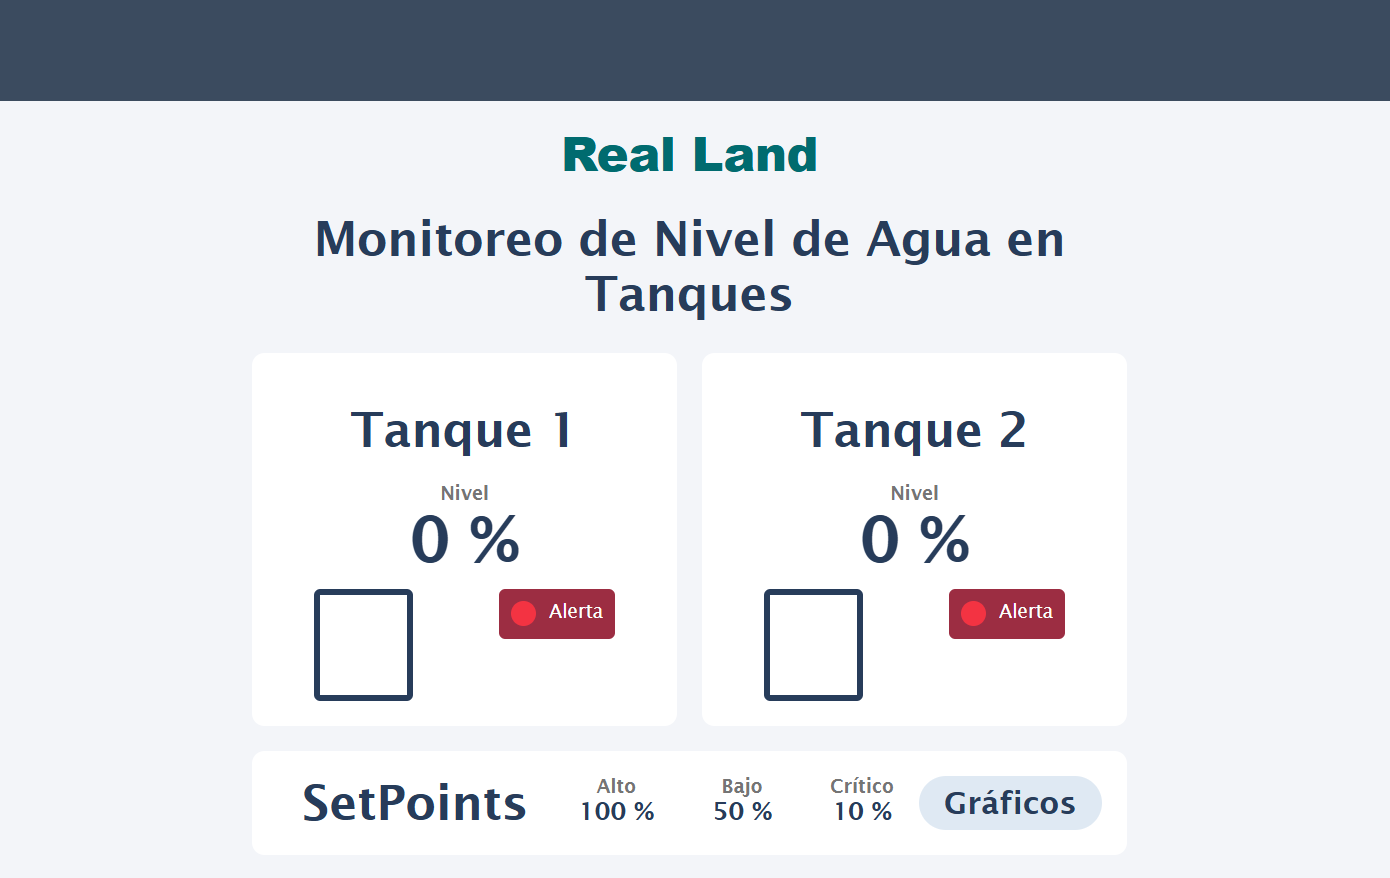 Real Land
Monitoreo de Nivel de Agua en
Tanques
Tanque 1
Nivel
0 %
Alerta
Tanque 2
Nivel
0 %
Alerta
SetPoints
Alto
100 %
Bajo
50 %
Crítico
10 %
Gráficos